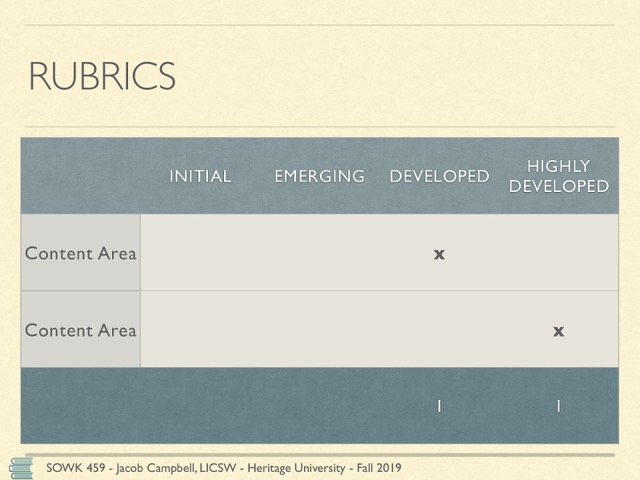 RUBRICS
INITIAL EMERGING DEVELOPED HIGHLY DEVELOPED
Content Area x
Content Area x
1 1
SOWK 459 - Jacob Campbell, LICSW - Heritage University - Fall 2019